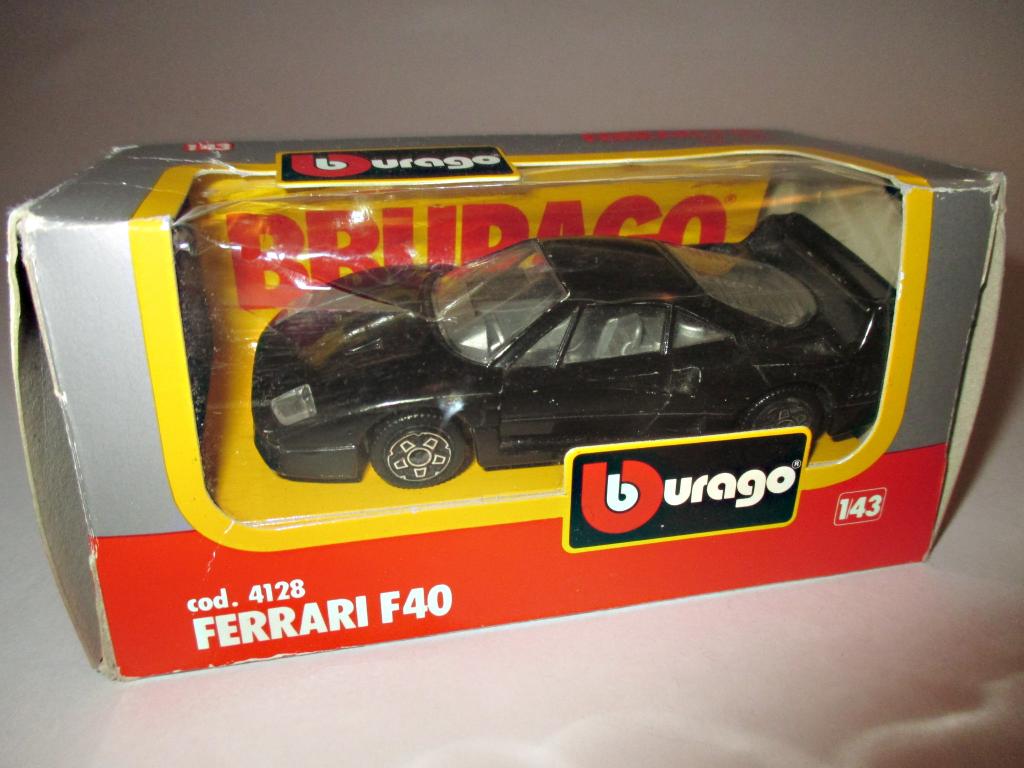 1:43
burago
BBURAGO®
burago®
1:43
cod. 4128
FERRARI F40